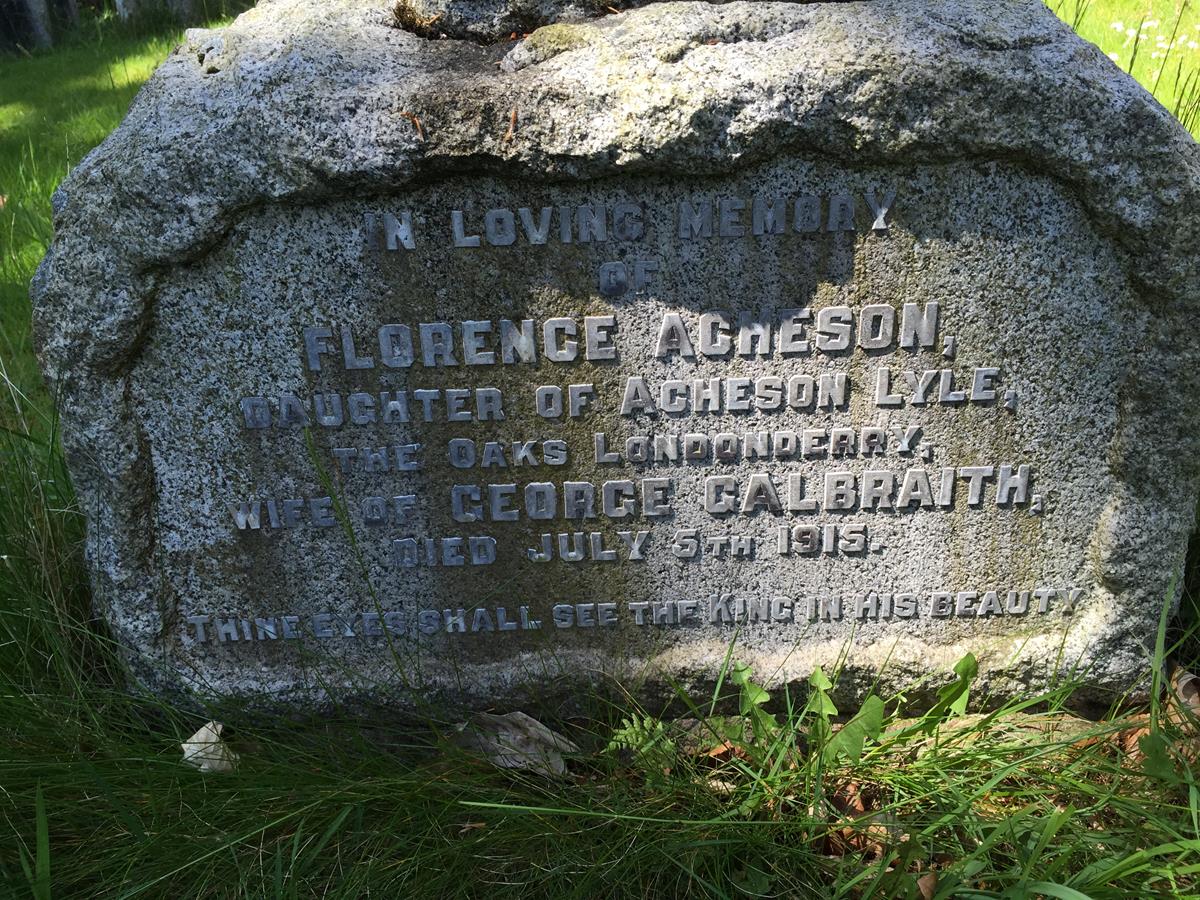 IN LOVING MEMORY
OF
FLORENCE ACHESON,
DAUGHTER OF ACHESON LYLE,
THE OAKS LONDONDERRY,
WIFE OF GEORGE GALBRAITH,
DIED JULY 5TH 1915.
THINE EYES SHALL SEE THE KING IN HIS BEAUTY